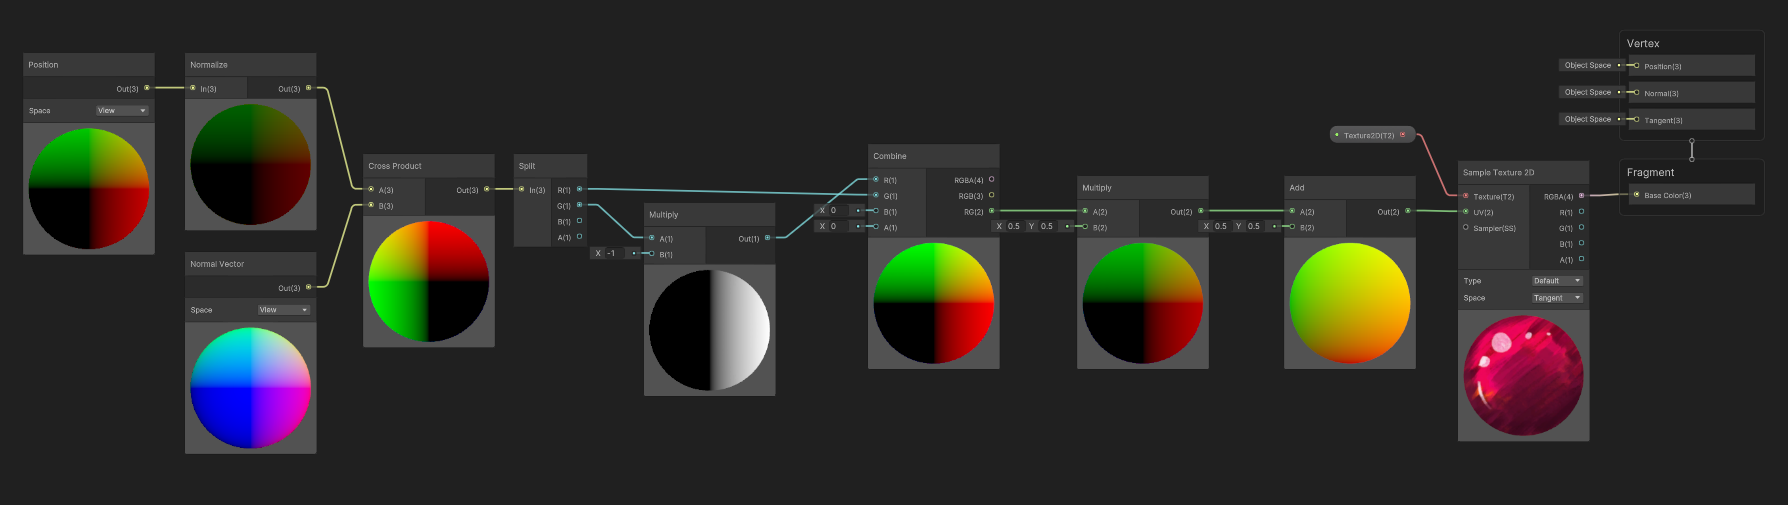 Position
Out(3)
Space
View
Normalize
In(3)
Out(3)
Normal Vector
Out(3)
Space
View
Cross Product
A(3)
Out(3)
B(3)
Split
In(3)
R(1)
G(1)
B(1)
A(1)
X -1
Multiply
A(1)
Out(1)
B(1)
X 0
X 0
Combine
R(1)
RGBA(4)
G(1)
RGB(3)
B(1)
RG(2)
A(1)
X 0.5 Y 0.5
Multiply
A(2)
Out(2)
B(2)
X 0.5 Y 0.5
Add
A(2)
Out(2)
B(2)
Texture2D(T2)
Sample Texture 2D
Texture(T2)
RGBA(4)
UV(2)
R(1)
Sampler(SS)
G(1)
B(1)
A(1)
Type
Default
Space
Tangent
Vertex
Object Space
Position(3)
Object Space
Normal(3)
Object Space
Tangent(3)
Fragment
Base Color(3)